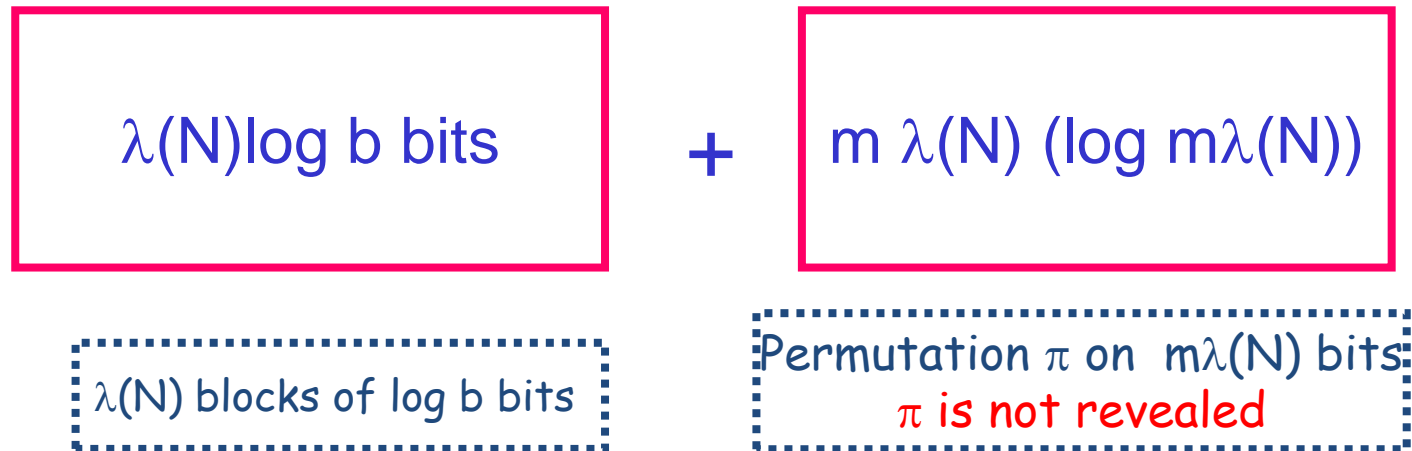 λ(N)log b bits + m λ(N) (log mλ(N))
λ(N) blocks of log b bits
Permutation π on mλ(N) bits
π is not revealed